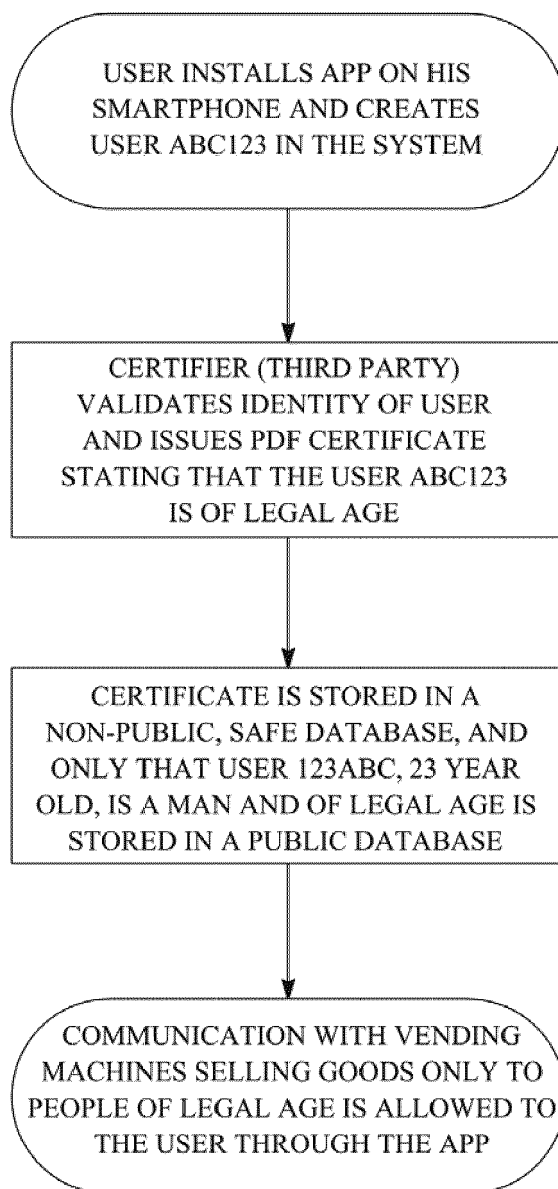 USER INSTALLS APP ON HIS
SMARTPHONE AND CREATES
USER ABC123 IN THE SYSTEM
CERTIFIER (THIRD PARTY)
VALIDATES IDENTITY OF USER
AND ISSUES PDF CERTIFICATE
STATING THAT THE USER ABC123
IS OF LEGAL AGE
CERTIFICATE IS STORED IN A
NON-PUBLIC, SAFE DATABASE, AND
ONLY THAT USER 123ABC, 23 YEAR
OLD, IS A MAN AND OF LEGAL AGE IS
STORED IN A PUBLIC DATABASE
COMMUNICATION WITH VENDING
MACHINES SELLING GOODS ONLY TO
PEOPLE OF LEGAL AGE IS ALLOWED TO
THE USER THROUGH THE APP